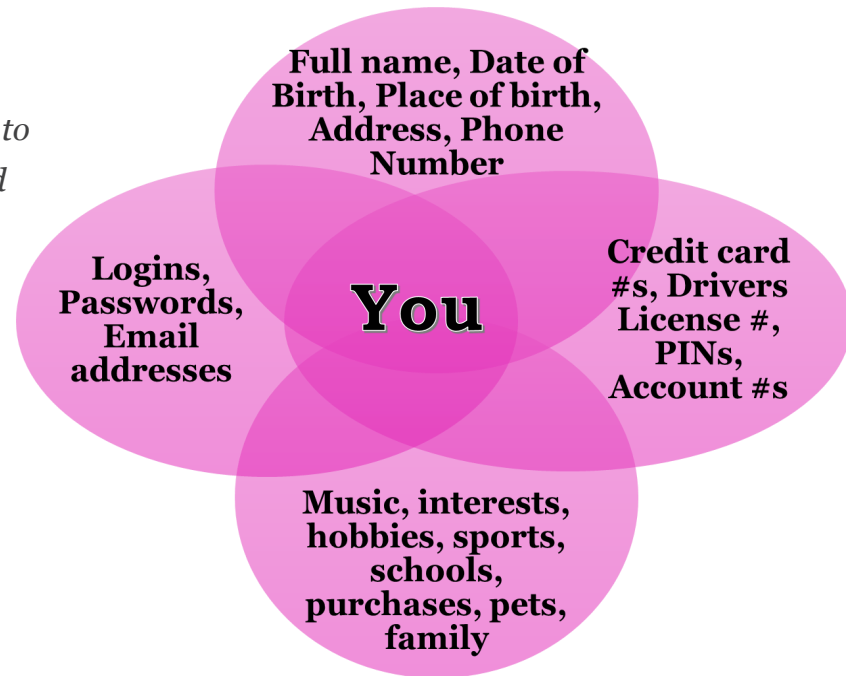 Full name, Date of
Birth, Place of birth,
Address, Phone
Number
to
d
Logins,
Passwords,
Email
addresses
You
Credit card
#s, Drivers
License #,
PINs,
Account #s
Music, interests,
hobbies, sports,
schools,
purchases, pets,
family